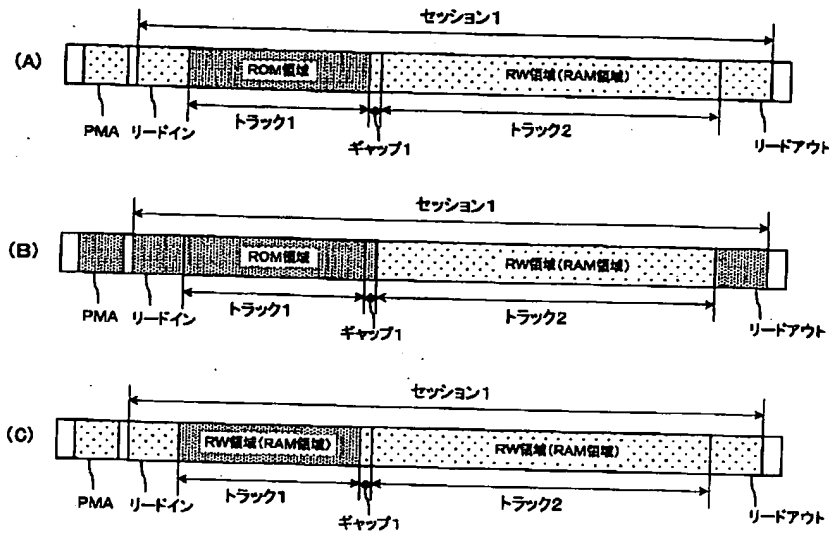 セッション1
(A)
ROM領域
RW領域(RAM領域)
PMA
リードイン
トラック1
ギャップ1
トラック2
リードアウト
セッション1
(B)
ROM領域
RW領域(RAM領域)
PMA
リードイン
トラック1
ギャップ1
トラック2
リードアウト
セッション1
(C)
RW領域(RAM領域)
RW領域(RAM領域)
PMA
リードイン
トラック1
ギャップ1
トラック2
リードアウト